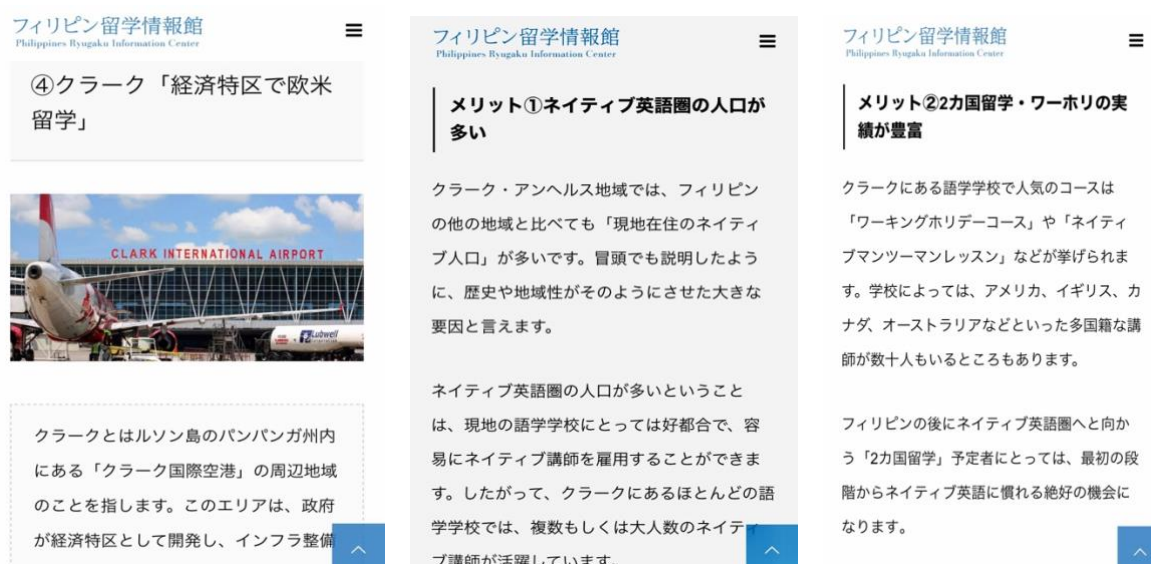 フィリピン留学情報館
Philippines Ryugaku Information Center
④クラーク「経済特区で欧米
留学」
CLARK INTERNATIONAL AIRPORT
Lubwell
クラークとはルソン島のパンパンガ州内
にある「クラーク国際空港」の周辺地域
のことを指します。このエリアは、政府
が経済特区として開発し、インフラ整備
フィリピン留学情報館
Philippines Ryugaku Information Center
メリット①ネイティブ英語圏の人口が
多い
クラーク・アンヘルス地域では、フィリピン
の他の地域と比べても「現地在住のネイティ
ブ人口」が多いです。冒頭でも説明したよう
に、歴史や地域性がそのようにさせた大きな
要因と言えます。
ネイティブ英語圏の人口が多いということ
は、現地の語学学校にとっては好都合で、容
易にネイティブ講師を雇用することができま
す。したがって、クラークにあるほとんどの語
学学校では、複数もしくは大人数のネイティ
ブ講師が活躍しています。
フィリピン留学情報館
Philippines Ryugaku Information Center
メリット②2カ国留学・ワーホリの実
績が豊富
クラークにある語学学校で人気のコースは
「ワーキングホリデーコース」や「ネイティ
ブマンツーマンレッスン」などが挙げられま
す。学校によっては、アメリカ、イギリス、カ
ナダ、オーストラリアなどといった多国籍な講
師が数十人もいるところもあります。
フィリピンの後にネイティブ英語圏へと向か
う「2カ国留学」予定者にとっては、最初の段
階からネイティブ英語に慣れる絶好の機会に
なります。